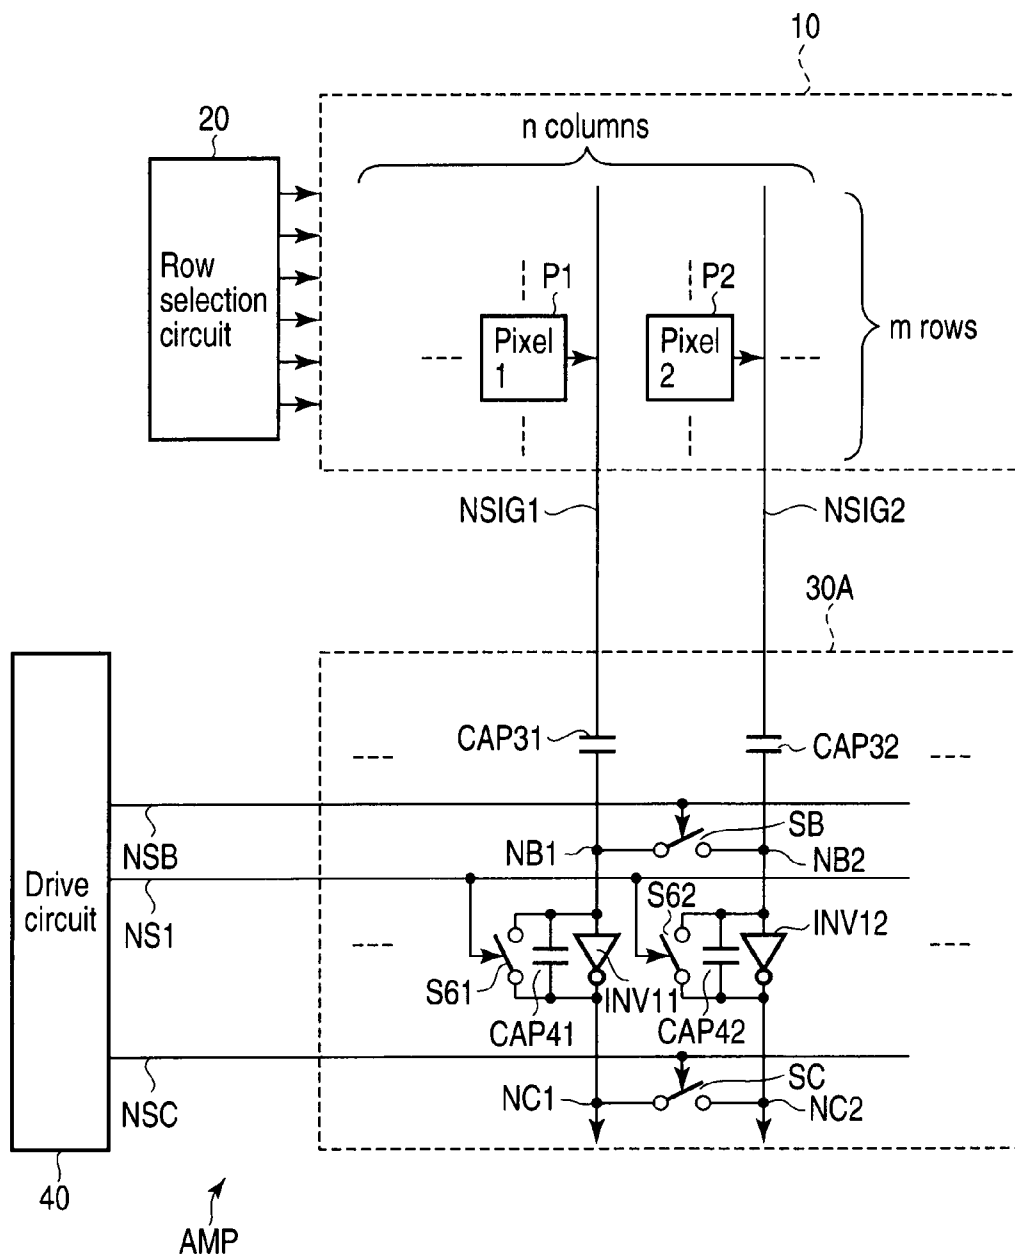 10
20
n columns
Row
selection
circuit
P1
P2
Pixel
1
Pixel
2
m rows
NSIG1
NSIG2
30A
CAP31
CAP32
SB
NSB
NB1
NB2
Drive
circuit
NS1
S62
INV12
S61
INV11
CAP41
CAP42
SC
NSC
NC1
NC2
40
AMP